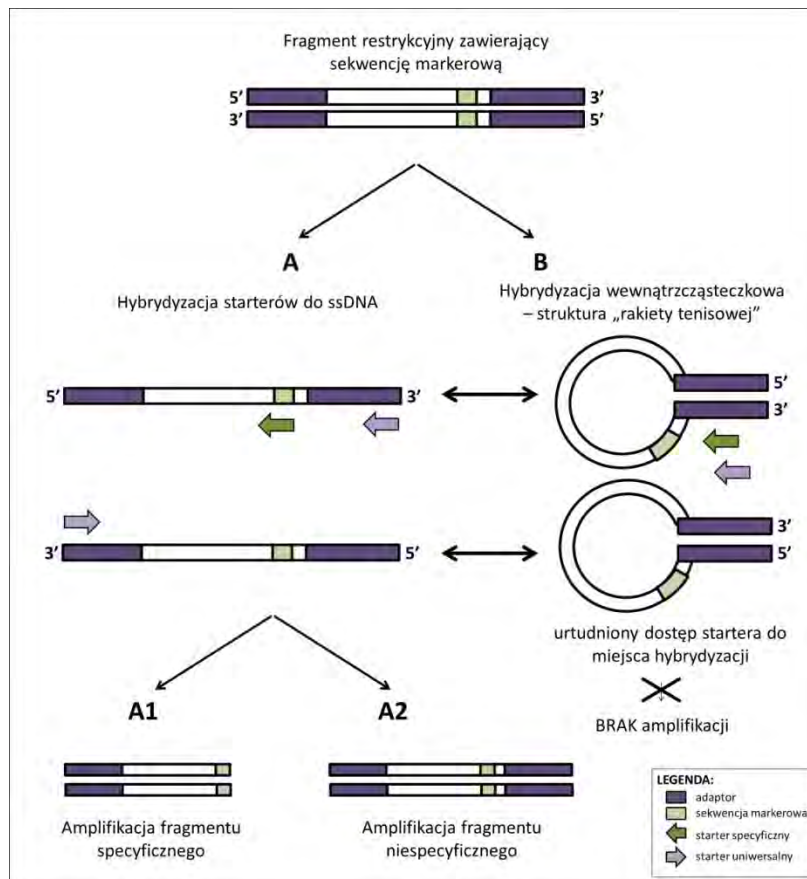 Fragment restrykcyjny zawierający
sekwencję markerową
5’ 3’
3’ 5’
A
B
Hybrydyzacja starterów do ssDNA
Hybrydyzacja wewnątrzcząsteczkowa
– struktura „rakiety tenisowej”
5’ 3’
5’
3’
3’ 5’
3’
5’
urtudniony dostęp startera do
miejsca hybrydyzacji
BRAK amplifikacji
A1
A2
Amplifikacja fragmentu
specyficznego
Amplifikacja fragmentu
niespecyficznego
LEGENDA:
adaptor
sekwencja markerowa
starter specyficzny
starter uniwersalny